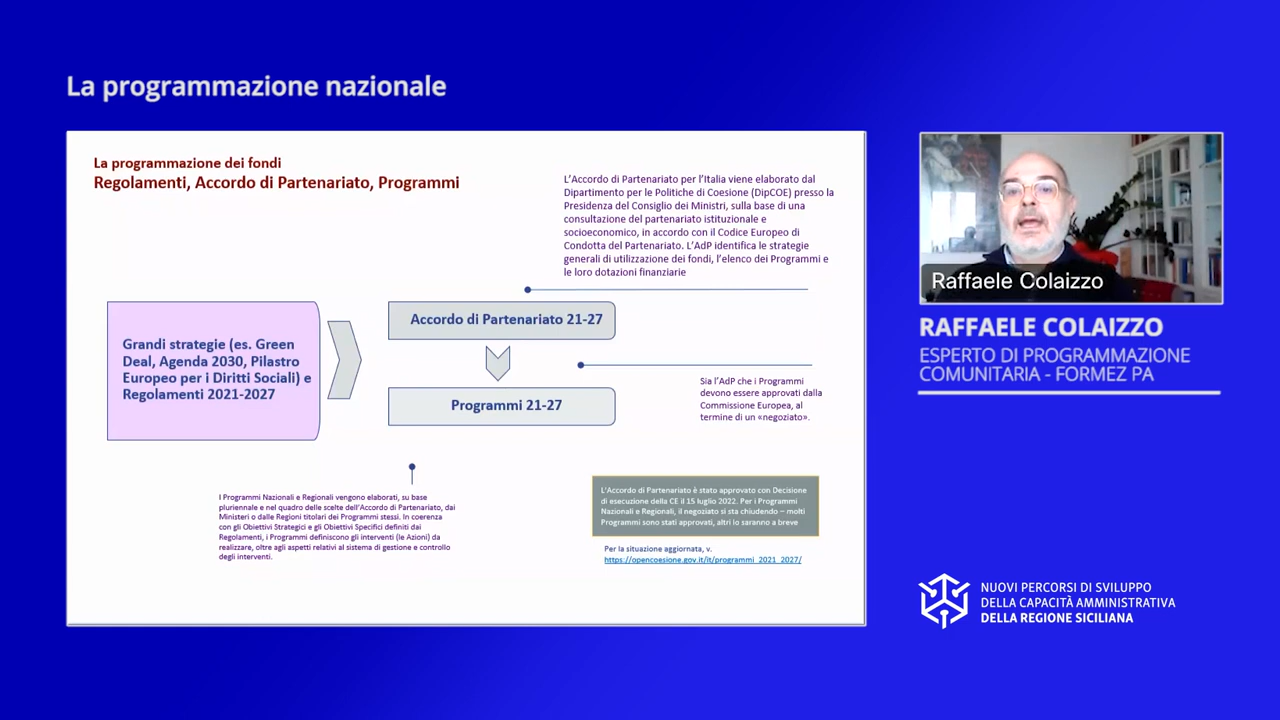 La programmazione nazionale
La programmazione dei fondi
Regolamenti, Accordo di Partenariato, Programmi
L'Accordo di Partenariato per l'Italia viene elaborato dal
Dipartimento per le Politiche di Coesione (DipCOE) presso la
Presidenza del Consiglio dei Ministri, sulla base di una
consultazione del partenariato istituzionale e
socioeconomico, in accordo con il Codice Europeo di
Condotta del Partenariato. L'AdP identifica le strategie
generali di utilizzazione dei fondi, l'elenco dei Programmi e
le loro dotazioni finanziarie
Grandi strategie (es. Green
Deal, Agenda 2030, Pilastro
Europeo per i Diritti Sociali) e
Regolamenti 2021-2027
Accordo di Partenariato 21-27
Programmi 21-27
Sia l'AdP che i Programmi
devono essere approvati dalla
Commissione Europea, al
termine di un «negoziato».
I Programmi Nazionali e Regionali vengono elaborati, su base
pluriennale e nel quadro delle scelte dell'Accordo di Partenariato, dai
Ministeri o dalle Regioni titolari dei Programmi stessi. In coerenza
con gli Obiettivi Strategici e gli Obiettivi Specifici definiti dai
Regolamenti, i Programmi definiscono gli interventi (le Azioni) da
realizzare, oltre agli aspetti relativi al sistema di gestione e controllo
degli interventi.
L'Accordo di Partenariato è stato approvato con Decisione
di esecuzione della CE il 15 luglio 2022. Per i Programmi
Nazionali e Regionali, il negoziato si sta chiudendo – molti
Programmi sono stati approvati, altri lo saranno a breve
Per la situazione aggiornata, v.
https://opencoesione.gov.it/it/programmi_2021_2027/
Raffaele Colaizzo
RAFFAELE COLAIZZO
ESPERTO DI PROGRAMMAZIONE
COMUNITARIA - FORMEZ PA
NUOVI PERCORSI DI SVILUPPO
DELLA CAPACITÀ AMMINISTRATIVA
DELLA REGIONE SICILIANA